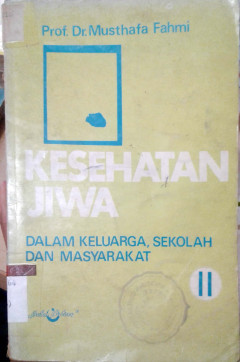 Prof. Dr. Musthafa Fahmi
KESEHATAN
JIWA
DALAM KELUARGA, SEKOLAH
DAN MASYARAKAT
II